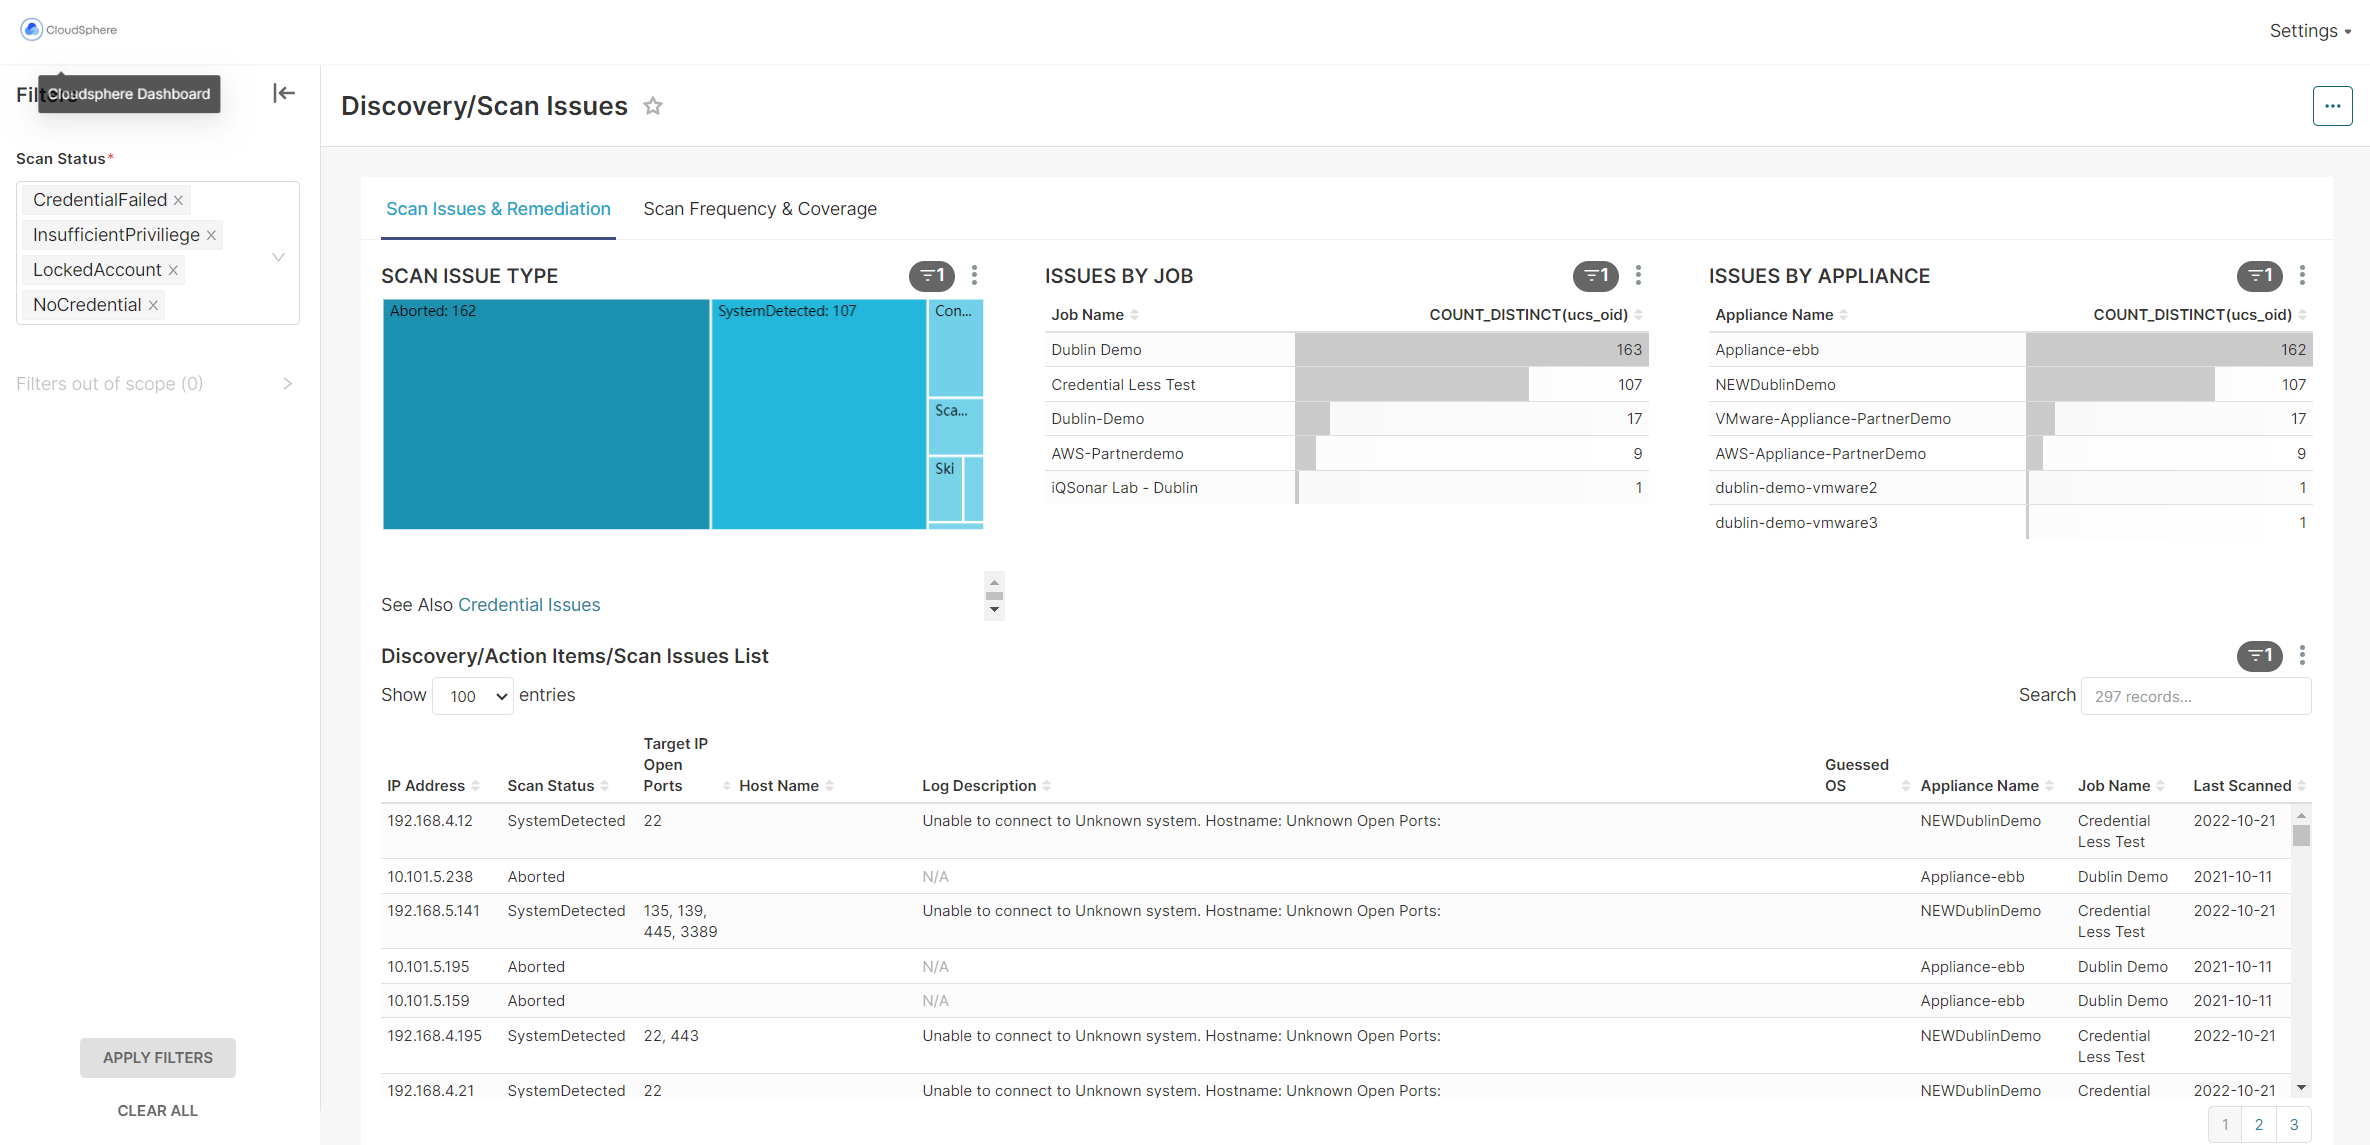 CloudSphere
Settings
Cloudsphere Dashboard
Discovery/Scan Issues
Scan Status*
CredentialFailed ×
InsufficientPriviliege ×
LockedAccount ×
NoCredential ×
Filters out of scope (0)
APPLY FILTERS
CLEAR ALL
Scan Issues & Remediation Scan Frequency & Coverage
SCAN ISSUE TYPE 1
Aborted: 162 SystemDetected: 107 Con...
Sca...
Ski
See Also Credential Issues
ISSUES BY JOB 1
Job Name COUNT_DISTINCT(ucs_oid)
Dublin Demo 163
Credential Less Test 107
Dublin-Demo 17
AWS-Partnerdemo 9
iQSonar Lab - Dublin 1
ISSUES BY APPLIANCE 1
Appliance Name COUNT_DISTINCT(ucs_oid)
Appliance-ebb 162
NEWDublinDemo 107
VMware-Appliance-PartnerDemo 17
AWS-Appliance-PartnerDemo 9
dublin-demo-vmware2 1
dublin-demo-vmware3 1
Discovery/Action Items/Scan Issues List 1
Show 100 entries Search 297 records...
IP Address Scan Status Target IP Open Ports Host Name Log Description Guessed OS Appliance Name Job Name Last Scanned
192.168.4.12 SystemDetected 22 Unable to connect to Unknown system. Hostname: Unknown Open Ports: NEWDublinDemo Credential Less Test 2022-10-21
10.101.5.238 Aborted N/A Appliance-ebb Dublin Demo 2021-10-11
192.168.5.141 SystemDetected 135, 139, 445, 3389 Unable to connect to Unknown system. Hostname: Unknown Open Ports: NEWDublinDemo Credential Less Test 2022-10-21
10.101.5.195 Aborted N/A Appliance-ebb Dublin Demo 2021-10-11
10.101.5.159 Aborted N/A Appliance-ebb Dublin Demo 2021-10-11
192.168.4.195 SystemDetected 22, 443 Unable to connect to Unknown system. Hostname: Unknown Open Ports: NEWDublinDemo Credential Less Test 2022-10-21
192.168.4.21 SystemDetected 22 Unable to connect to Unknown system. Hostname: Unknown Open Ports: NEWDublinDemo Credential 2022-10-21
1 2 3